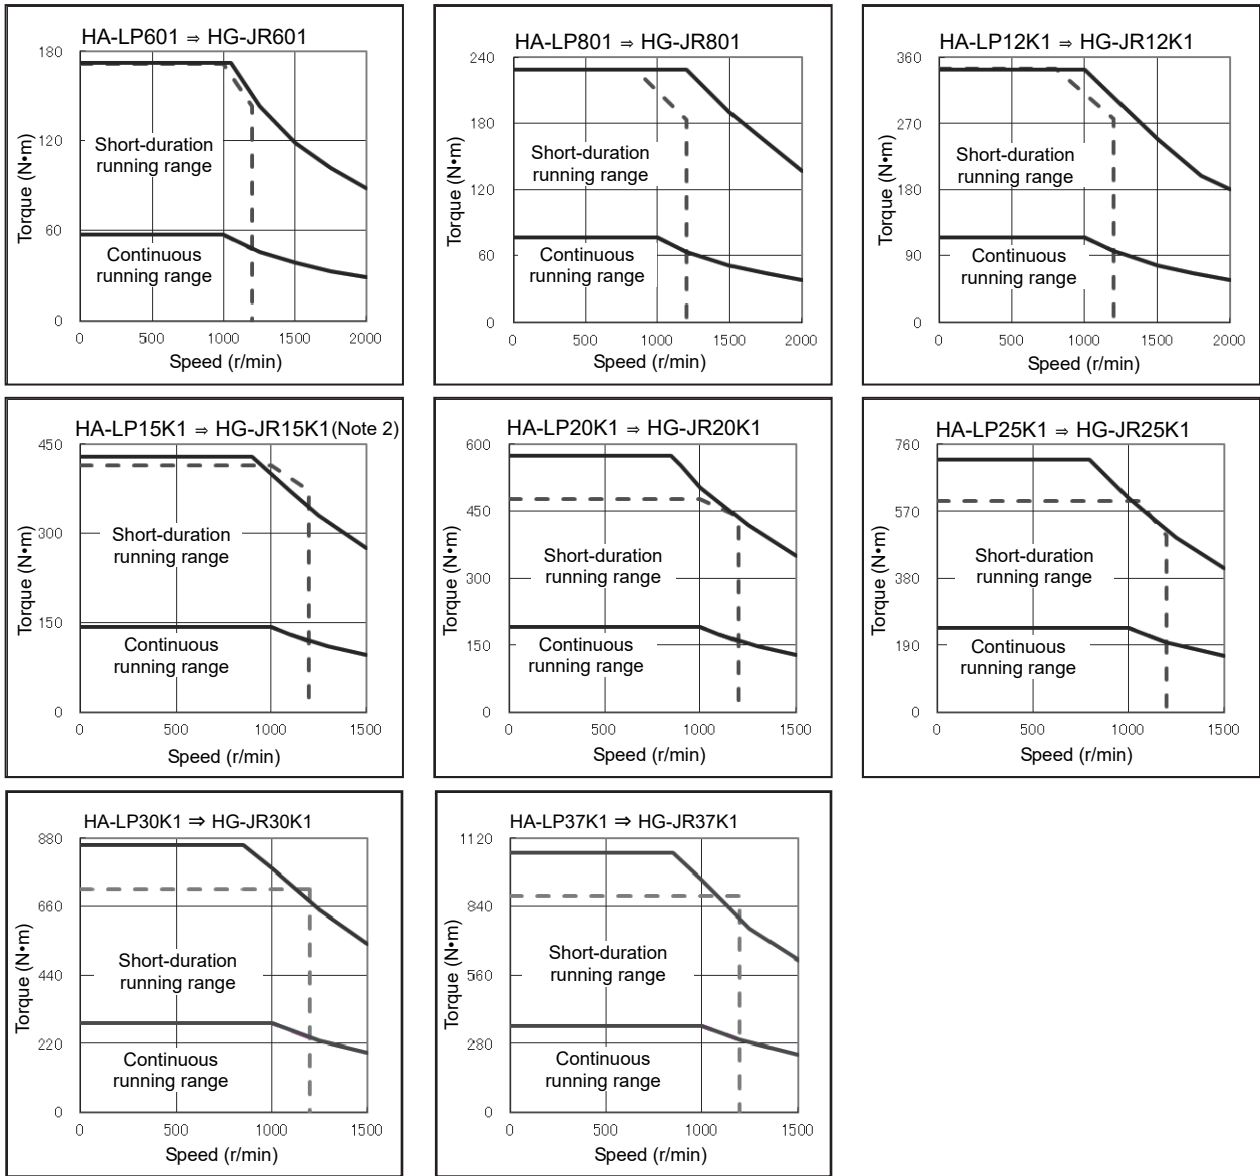 HA-LP601 ⇒ HG-JR601
180
120
60
0
Torque (N•m)
Short-duration
running range
Continuous
running range
0 500 1000 1500 2000
Speed (r/min)
HA-LP801 ⇒ HG-JR801
240
180
120
60
0
Torque (N•m)
Short-duration
running range
Continuous
running range
0 500 1000 1500 2000
Speed (r/min)
HA-LP12K1 ⇒ HG-JR12K1
360
270
180
90
0
Torque (N•m)
Short-duration
running range
Continuous
running range
0 500 1000 1500 2000
Speed (r/min)
HA-LP15K1 ⇒ HG-JR15K1(Note 2)
450
300
150
0
Torque (N•m)
Short-duration
running range
Continuous
running range
0 500 1000 1500
Speed (r/min)
HA-LP20K1 ⇒ HG-JR20K1
600
450
300
150
0
Torque (N•m)
Short-duration
running range
Continuous
running range
0 500 1000 1500
Speed (r/min)
HA-LP25K1 ⇒ HG-JR25K1
760
570
380
190
0
Torque (N•m)
Short-duration
running range
Continuous
running range
0 500 1000 1500
Speed (r/min)
HA-LP30K1 ⇒ HG-JR30K1
880
660
440
220
0
Torque (N•m)
Short-duration
running range
Continuous
running range
0 500 1000 1500
Speed (r/min)
HA-LP37K1 ⇒ HG-JR37K1
1120
840
560
280
0
Torque (N•m)
Short-duration
running range
Continuous
running range
0 500 1000 1500
Speed (r/min)